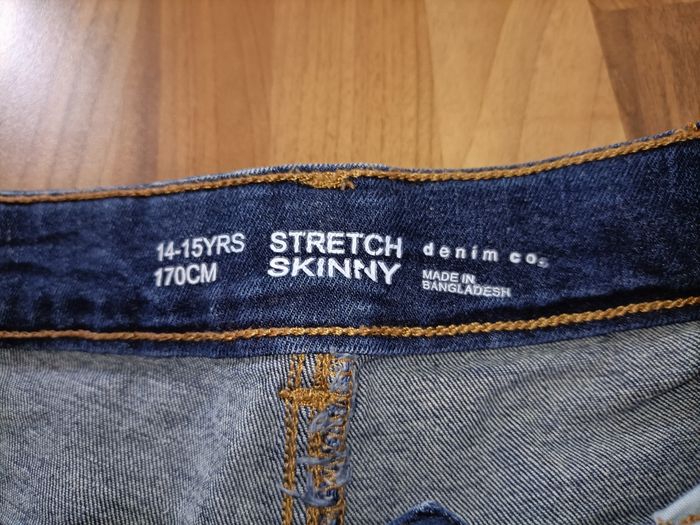 14-15YRS
170CM
STRETCH
SKINNY
denim co.
MADE IN
BANGLADESH